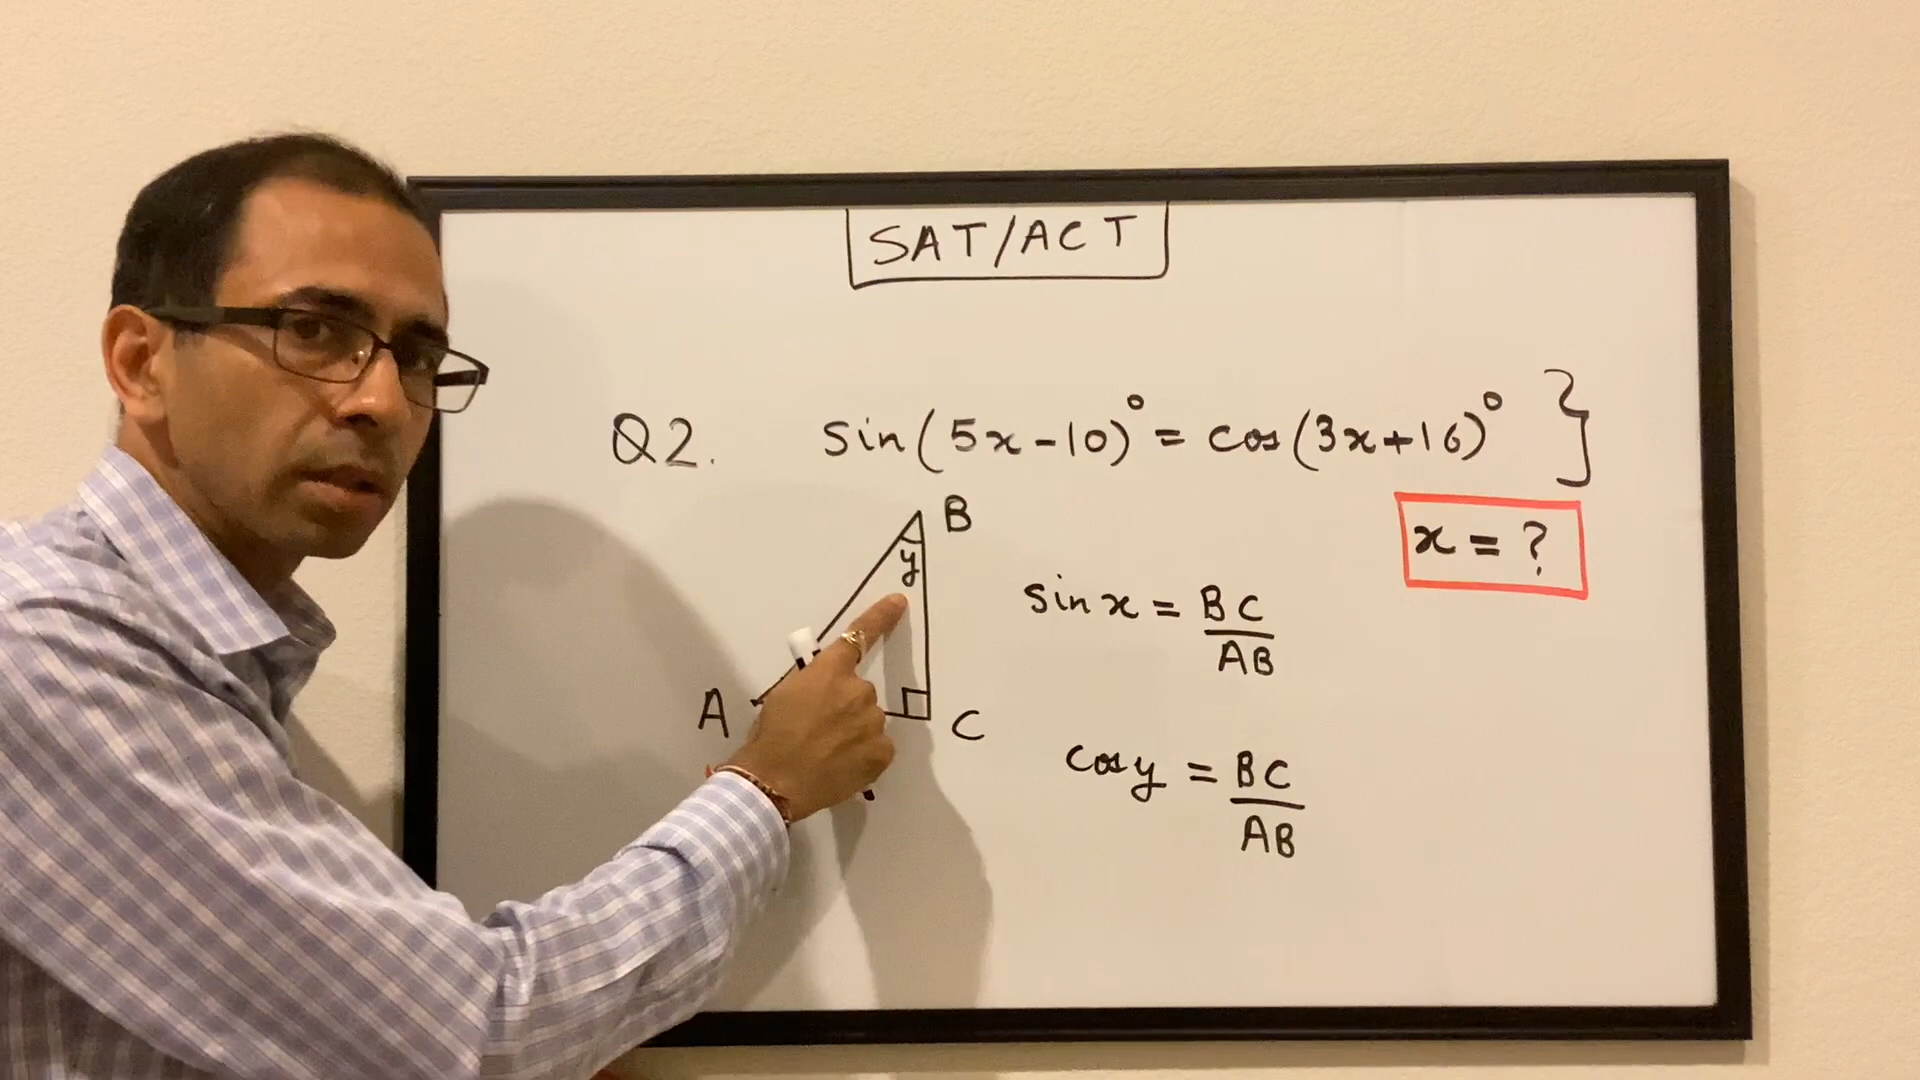 SAT/ACT
Q2. sin(5x-10)° = cos(3x+16)° }
x = ?
B
y
A
C
sin x = BC
AB
cos y = BC
AB